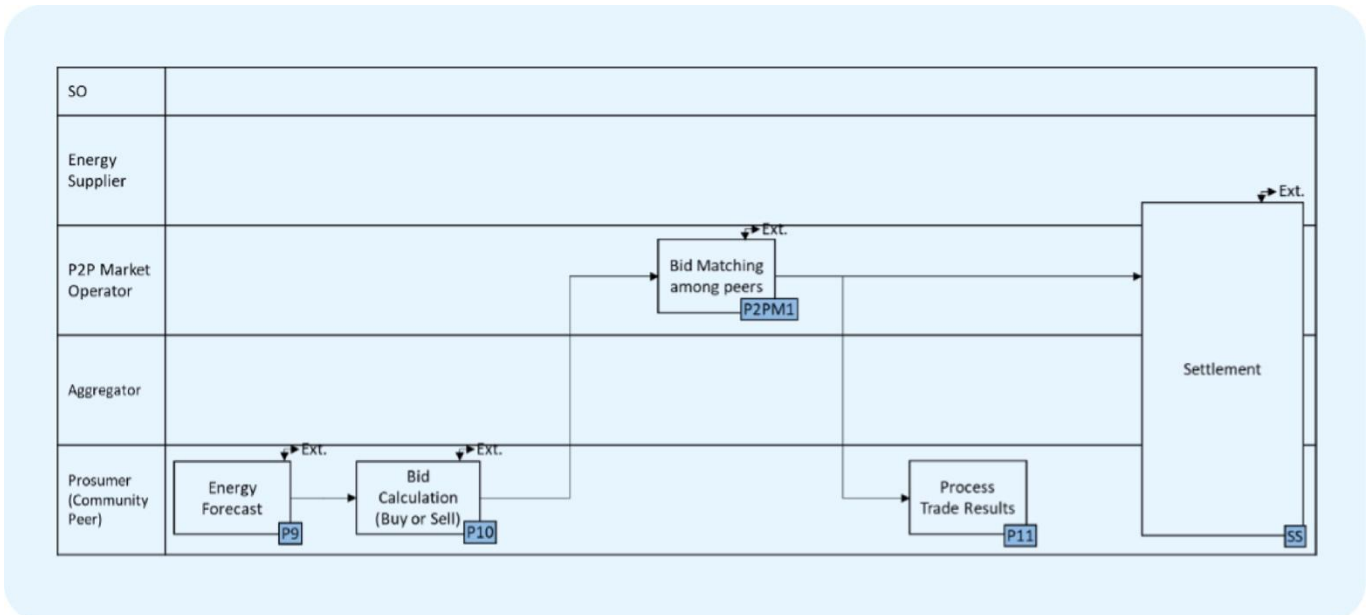 SO
Energy
Supplier
Ext.
P2P Market
Operator
Ext.
Bid Matching
among peers
P2PM1
Aggregator
Settlement
Prosumer
(Community
Peer)
Ext.
Energy
Forecast
P9
Ext.
Bid
Calculation
(Buy or Sell)
P10
Process
Trade Results
P11
SS